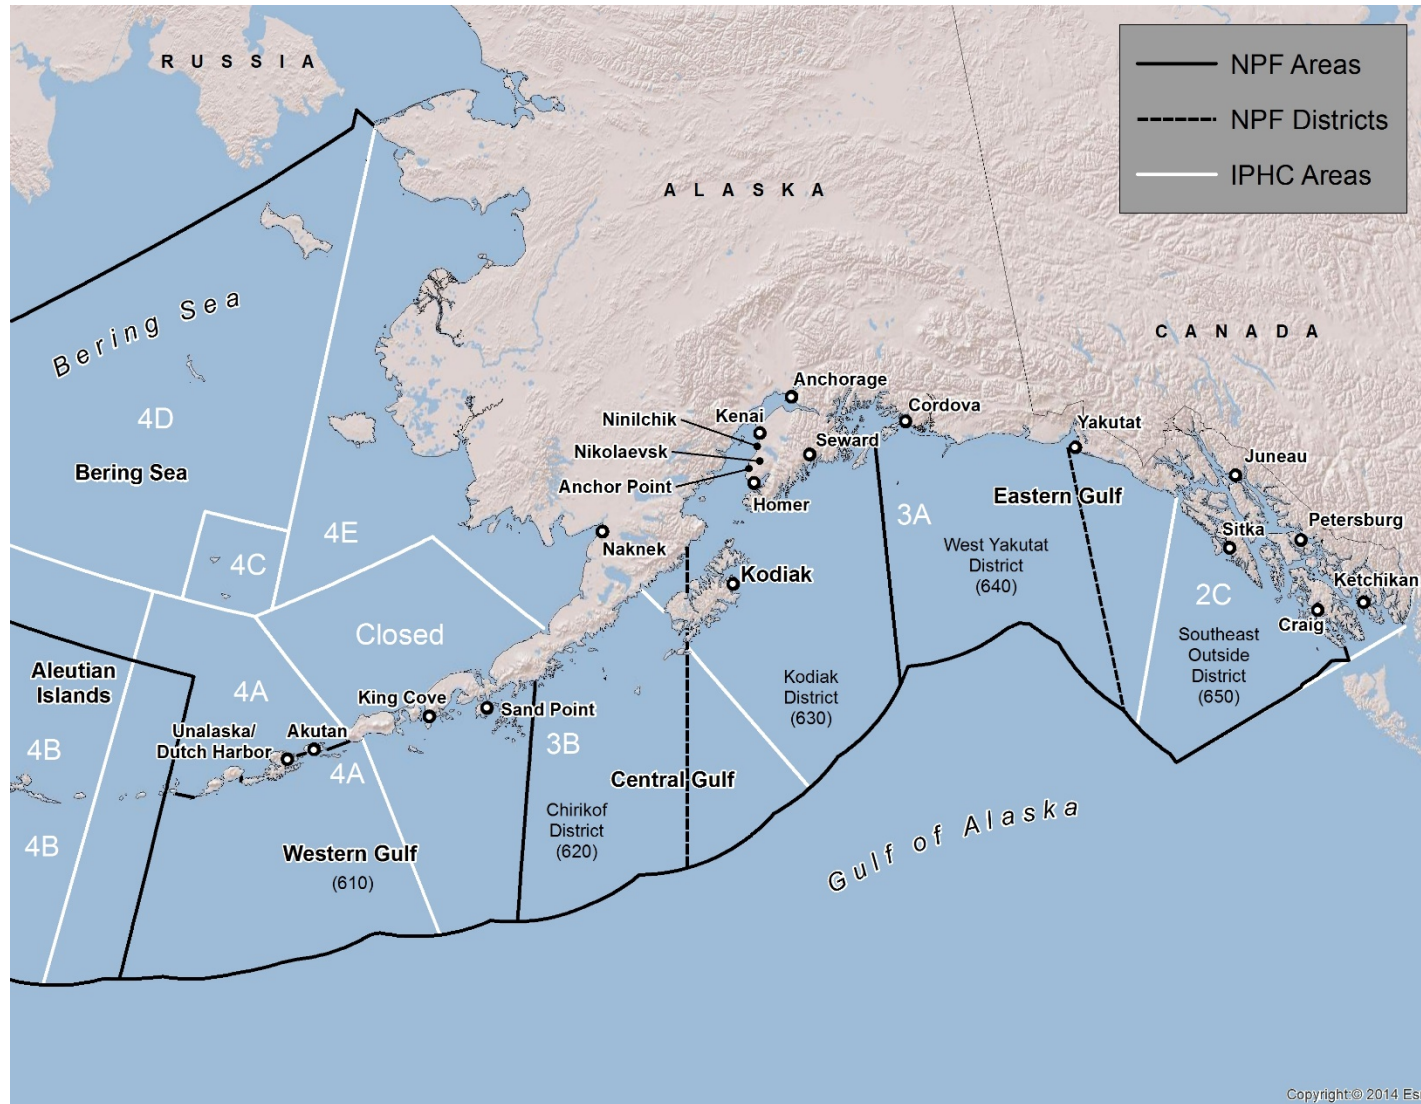 RUSSIA
NPF Areas
NPF Districts
IPHC Areas
ALASKA
CANADA
Bering Sea
4D
Bering Sea
4C
4E
Closed
Anchorage
Ninilchik
Kenai
Cordova
Seward
Nikolaevsk
Anchor Point
Homer
Naknek
Kodiak
Yakutat
Juneau
Eastern Gulf
3A
West Yakutat
District
(640)
Sitka
Petersburg
Ketchikan
2C
Craig
Southeast
Outside
District
(650)
Aleutian
Islands
4A
King Cove
Sand Point
Unalaska/
Dutch Harbor
Akutan
4B
4A
3B
Kodiak
District
(630)
Central Gulf
4B
Western Gulf
(610)
Chirikof
District
(620)
Gulf of Alaska
Copyright:© 2014 Es